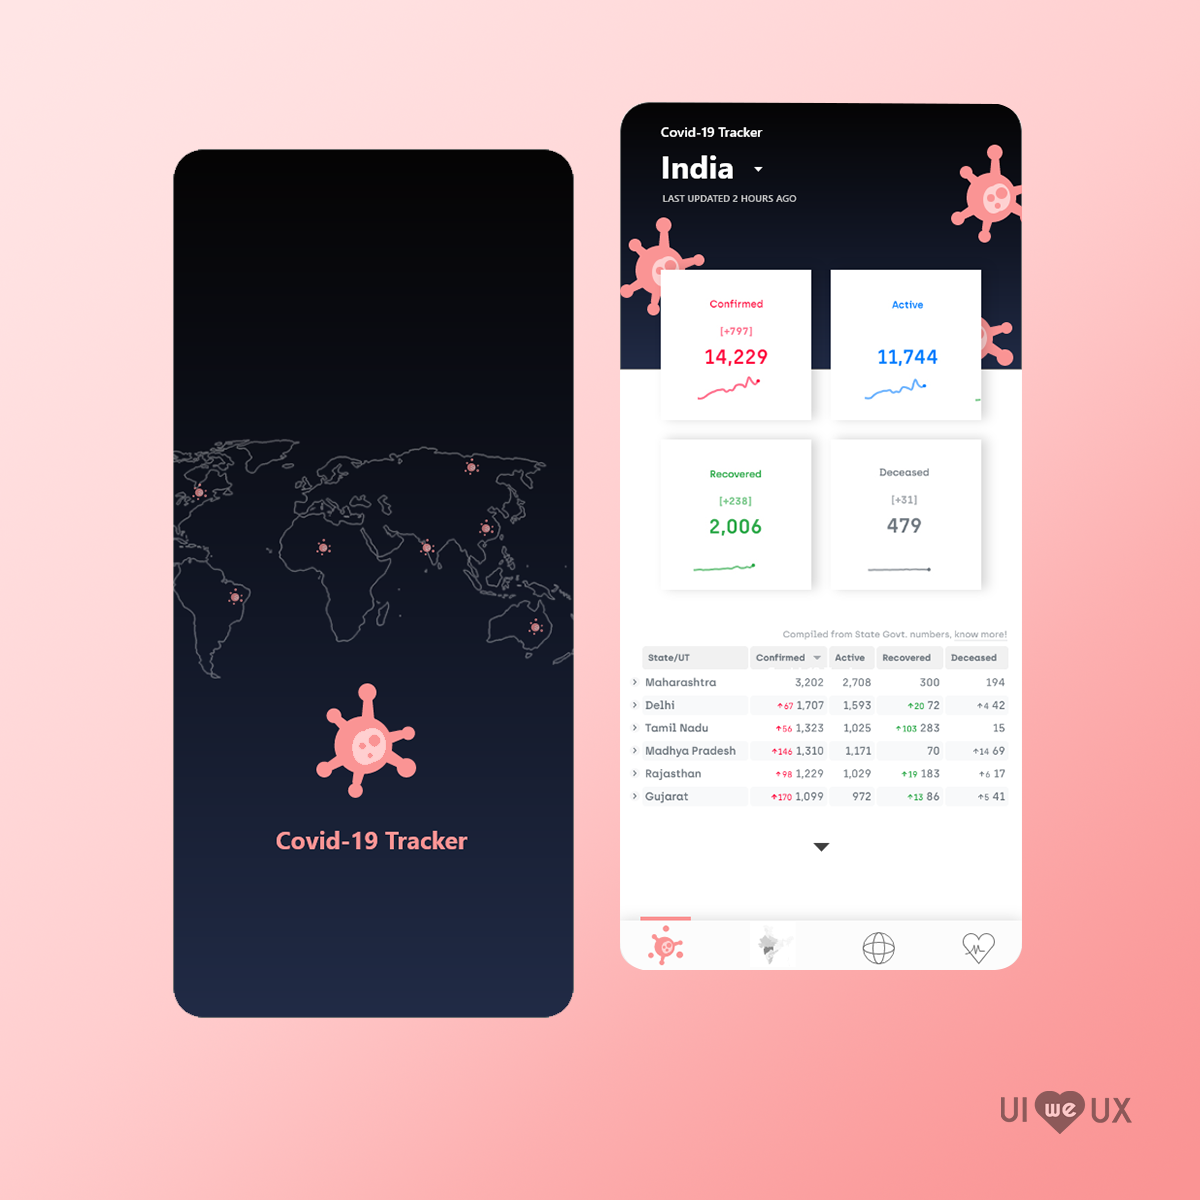 Covid-19 Tracker
Covid-19 Tracker
India
LAST UPDATED 2 HOURS AGO
Confirmed
[+797]
14,229
Active
11,744
Recovered
[+238]
2,006
Deceased
[+31]
479
Compiled from State Govt. numbers, know more!
State/UT Confirmed Active Recovered Deceased
Maharashtra 3,202 2,708 300 194
Delhi ↑67 1,707 1,593 ↑20 72 ↑4 42
Tamil Nadu ↑56 1,323 1,025 ↑103 283 15
Madhya Pradesh ↑146 1,310 1,171 70 ↑14 69
Rajasthan ↑98 1,229 1,029 ↑19 183 ↑6 17
Gujarat ↑170 1,099 972 ↑13 86 ↑5 41
UI we UX